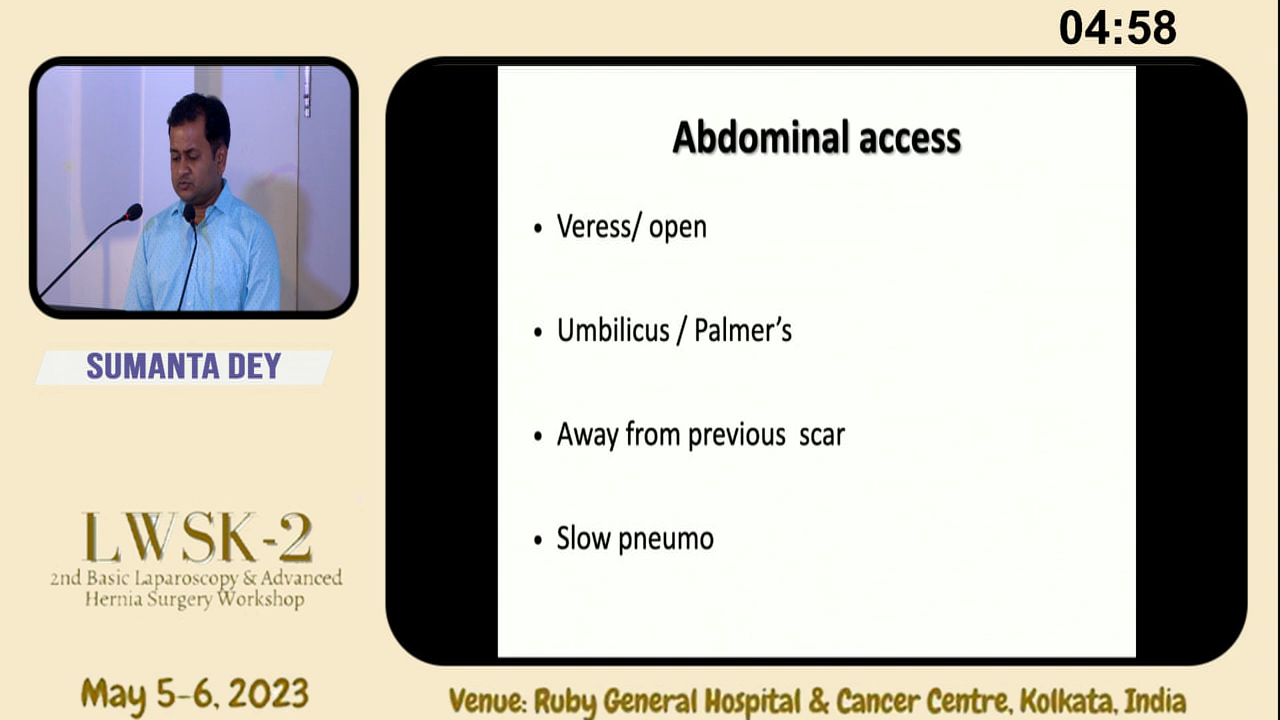 04:58
Abdominal access
• Veress/ open
• Umbilicus / Palmer's
• Away from previous scar
• Slow pneumo
SUMANTA DEY
LWSK-2
2nd Basic Laparoscopy & Advanced
Hernia Surgery Workshop
May 5-6, 2023
Venue: Ruby General Hospital & Cancer Centre, Kolkata, India